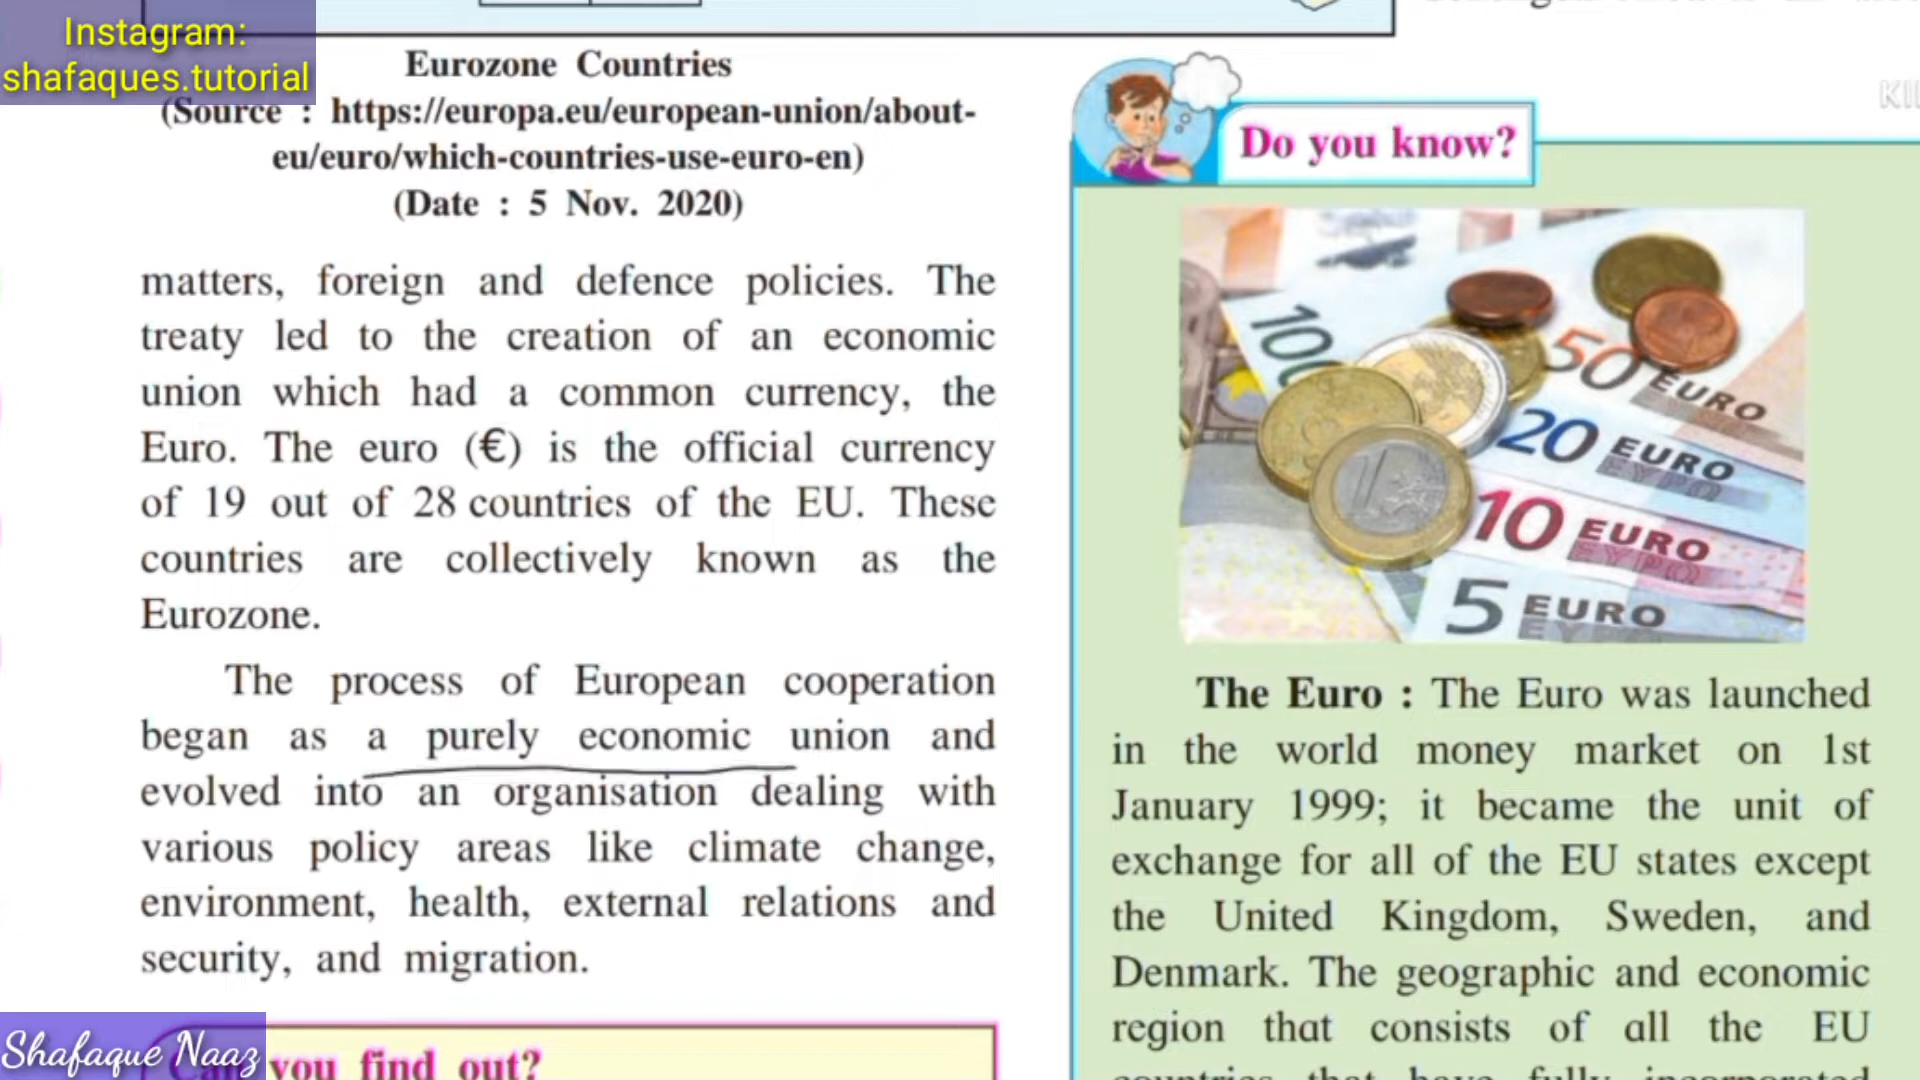 Instagram:
shafaques.tutorial
Eurozone Countries
(Source : https://europa.eu/european-union/about-
eu/euro/which-countries-use-euro-en)
(Date : 5 Nov. 2020)
matters, foreign and defence policies. The
treaty led to the creation of an economic
union which had a common currency, the
Euro. The euro (€) is the official currency
of 19 out of 28 countries of the EU. These
countries are collectively known as the
Eurozone.
The process of European cooperation
began as a purely economic union and
evolved into an organisation dealing with
various policy areas like climate change,
environment, health, external relations and
security, and migration.
you find out?
Shafaque Naaz
Do you know?
100
50 EURO
20 EURO
10 EURO
5 EURO
1
The Euro : The Euro was launched
in the world money market on 1st
January 1999; it became the unit of
exchange for all of the EU states except
the United Kingdom, Sweden, and
Denmark. The geographic and economic
region that consists of all the EU
countries that have fully incorporated